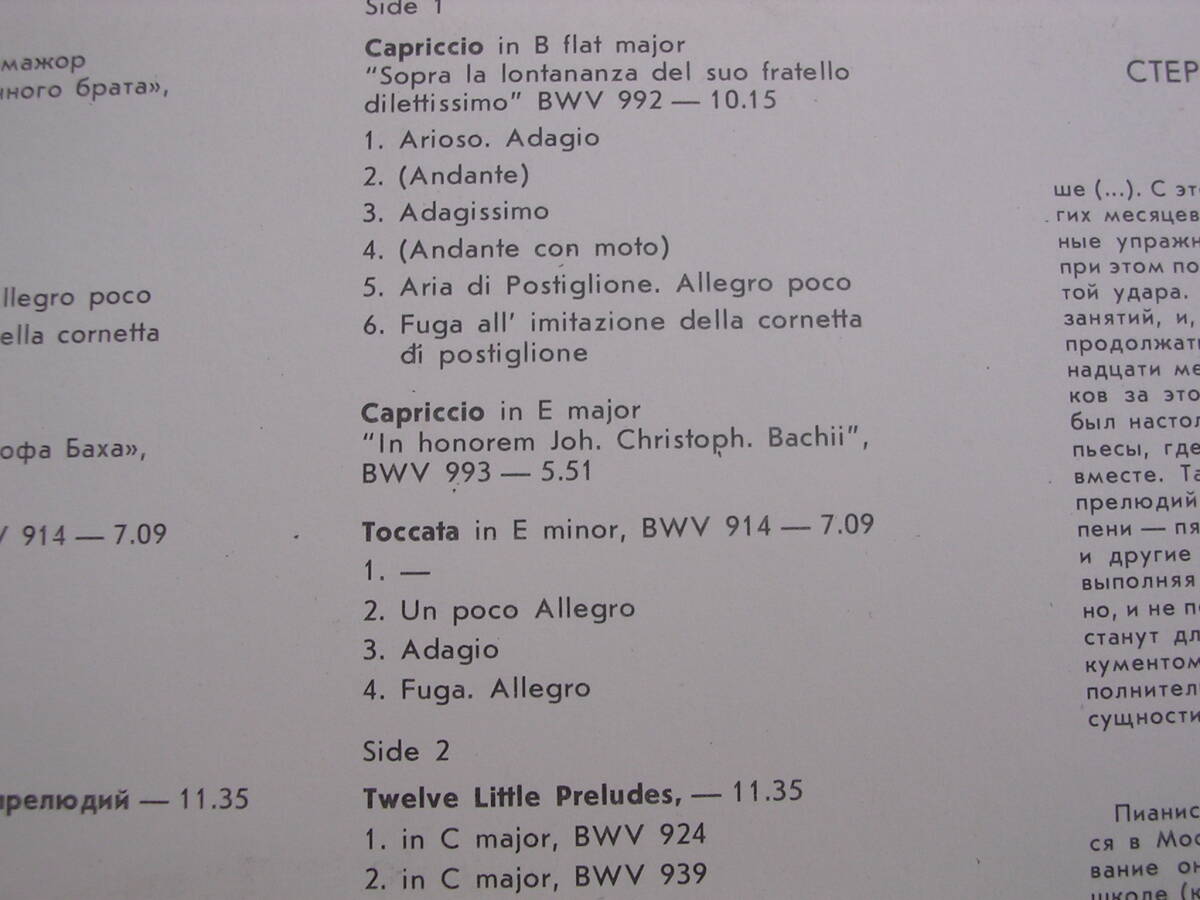 мажор
нного брата»,
llegro poco
ella cornetta
офа Баха»,
914 — 7.09
прелюдий — 11.35
Side 1
Capriccio in B flat major
“Sopra la lontananza del suo fratello
dilettissimo” BWV 992 — 10.15
1. Arioso. Adagio
2. (Andante)
3. Adagissimo
4. (Andante con moto)
5. Aria di Postiglione. Allegro poco
6. Fuga all’ imitazione della cornetta
di postiglione
Capriccio in E major
“In honorem Joh. Christoph. Bachii”,
BWV 993 — 5.51
Toccata in E minor, BWV 914 — 7.09
1. —
2. Un poco Allegro
3. Adagio
4. Fuga. Allegro
Side 2
Twelve Little Preludes, — 11.35
1. in C major, BWV 924
2. in C major, BWV 939
СТЕР
ше (...). С эт
гих месяцев
ные упражн
при этом по
той удара.
занятий, и,
продолжат
надцати ме
ков за это
был настол
пьесы, где
вместе. Та
прелюдий
пени — пя
и другие
выполняя
но, и не п
станут дл
кументом
полнител
сущности
Пианис
ся в Мос
вание он
школе (к